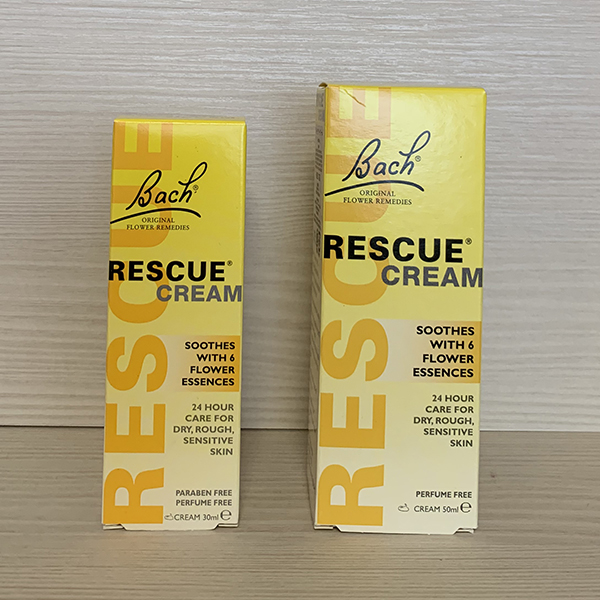 RESCUE
Bach®
ORIGINAL
FLOWER REMEDIES
RESCUE®
CREAM
SOOTHES
WITH 6
FLOWER
ESSENCES
24 HOUR
CARE FOR
DRY, ROUGH,
SENSITIVE
SKIN
PARABEN FREE
PERFUME FREE
CREAM 30ml ℮
RESCUE
Bach®
ORIGINAL
FLOWER REMEDIES
RESCUE®
CREAM
SOOTHES
WITH 6
FLOWER
ESSENCES
24 HOUR
CARE FOR
DRY, ROUGH,
SENSITIVE
SKIN
PERFUME FREE
CREAM 50ml ℮